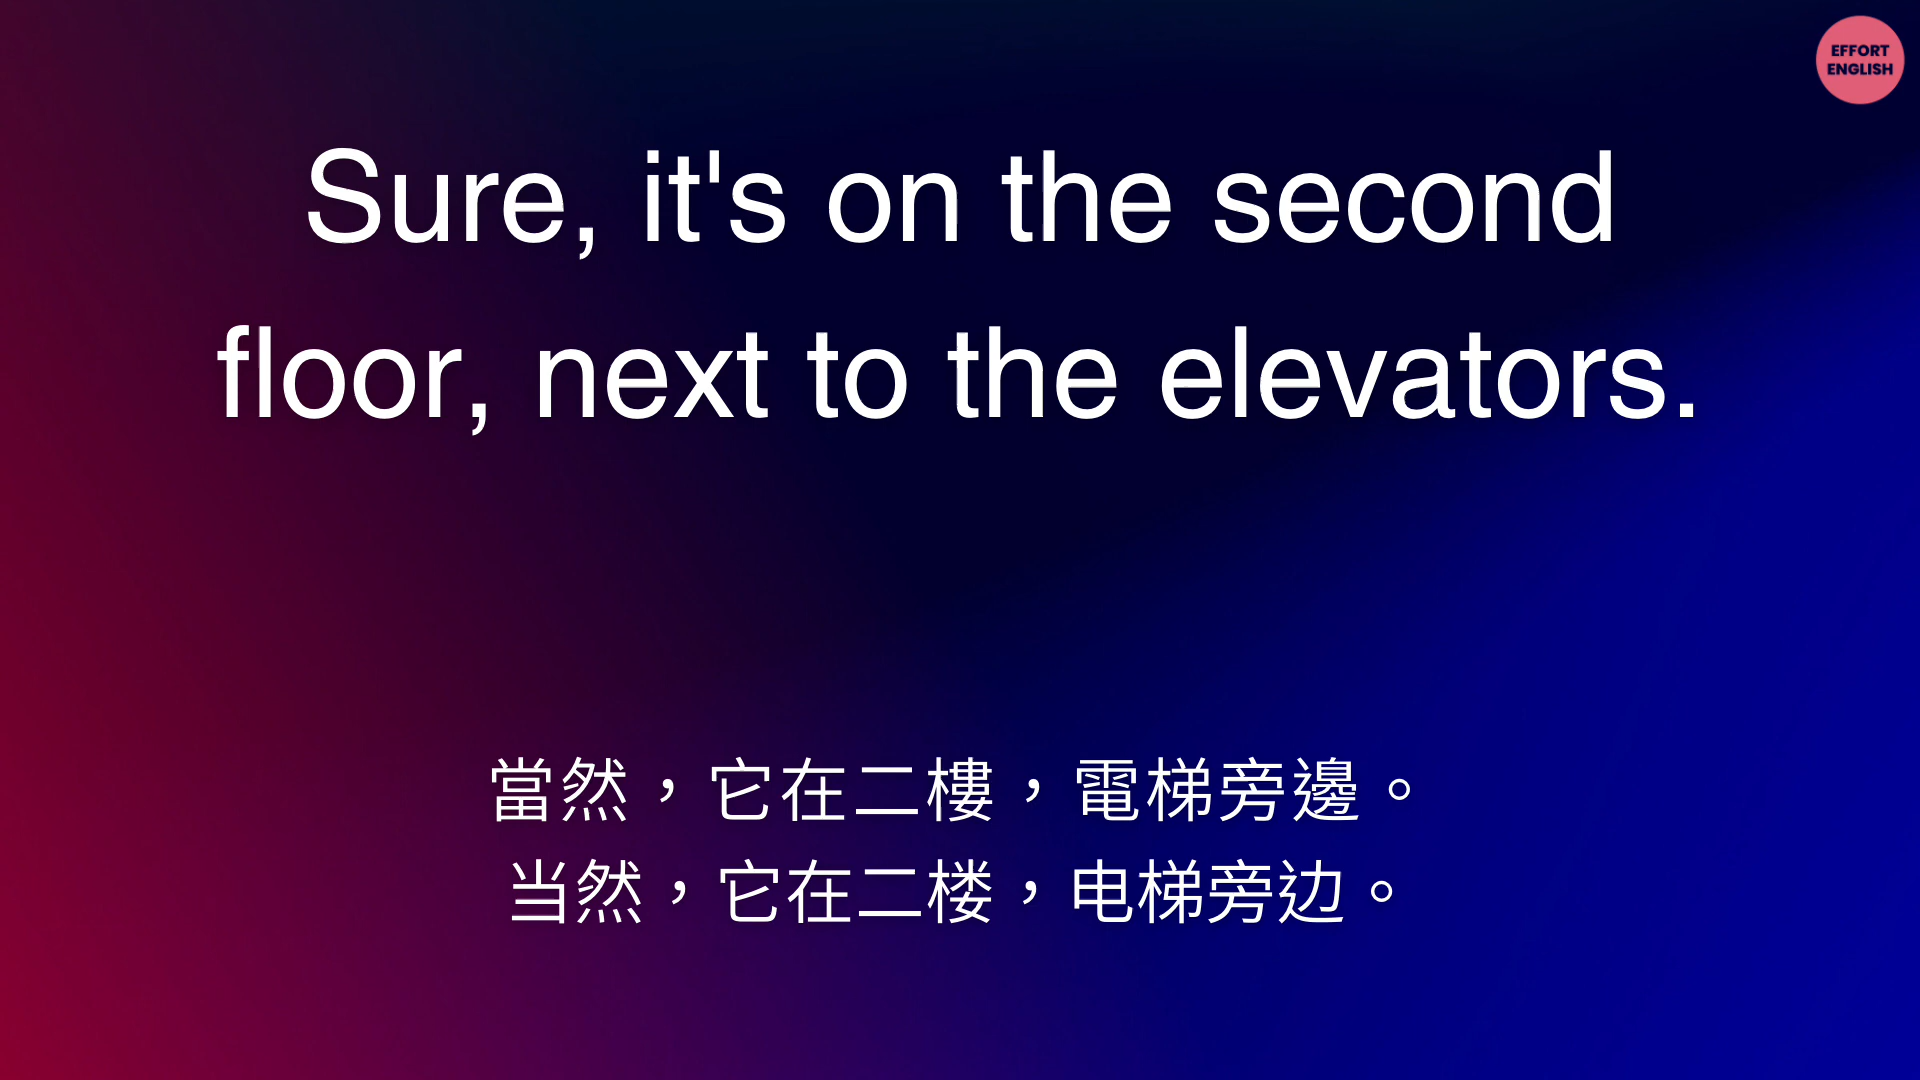 EFFORT
ENGLISH
Sure, it's on the second
floor, next to the elevators.
當然，它在二樓，電梯旁邊。
当然，它在二楼，电梯旁边。